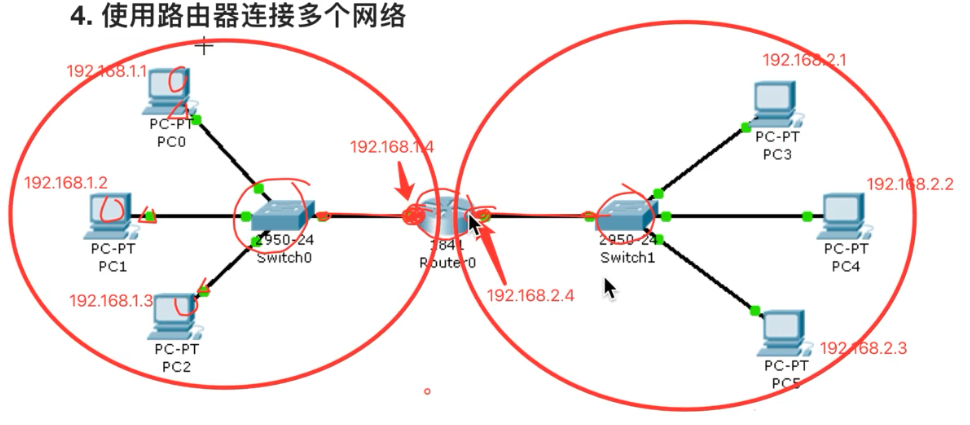 4. 使用路由器连接多个网络
192.168.1.1
PC-PT
PC0
192.168.1.2
PC-PT
PC1
192.168.1.3
PC-PT
PC2
2950-24
Switch0
192.168.1.4
1841
Router0
192.168.2.4
2950-24
Switch1
192.168.2.1
PC-PT
PC3
192.168.2.2
PC-PT
PC4
192.168.2.3
PC-PT
PC5